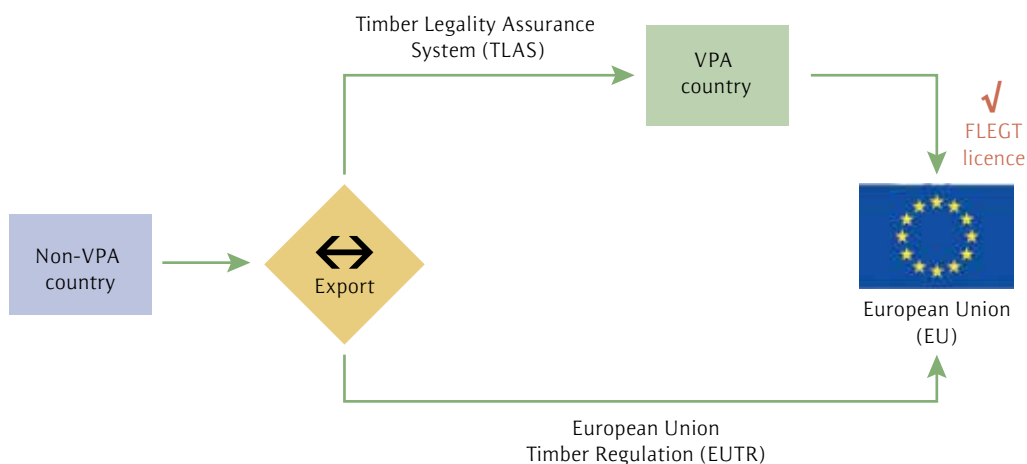 Timber Legality Assurance
System (TLAS)
VPA
country
√
FLEGT
licence
Non-VPA
country
Export
European Union
(EU)
European Union
Timber Regulation (EUTR)